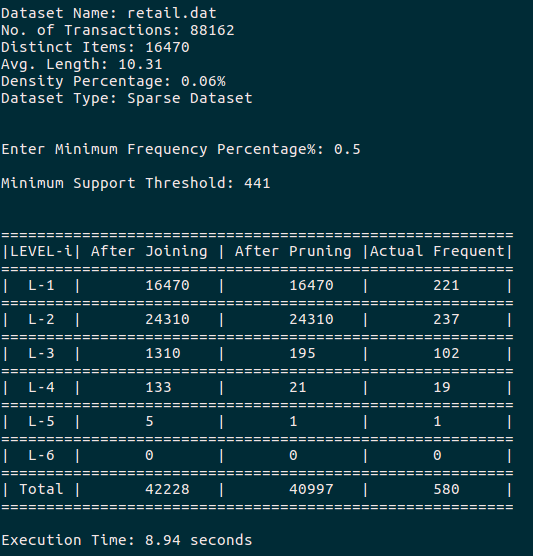 Dataset Name: retail.dat
No. of Transactions: 88162
Distinct Items: 16470
Avg. Length: 10.31
Density Percentage: 0.06%
Dataset Type: Sparse Dataset
Enter Minimum Frequency Percentage%: 0.5
Minimum Support Threshold: 441
=========================================================
|LEVEL-i| After Joining | After Pruning |Actual Frequent|
=========================================================
|  L-1  |       16470   |       16470   |       221     |
=========================================================
|  L-2  |       24310   |       24310   |       237     |
=========================================================
|  L-3  |       1310    |       195     |       102     |
=========================================================
|  L-4  |       133     |       21      |       19      |
=========================================================
|  L-5  |       5       |       1       |       1       |
=========================================================
|  L-6  |       0       |       0       |       0       |
=========================================================
| Total |       42228   |       40997   |       580     |
=========================================================
Execution Time: 8.94 seconds